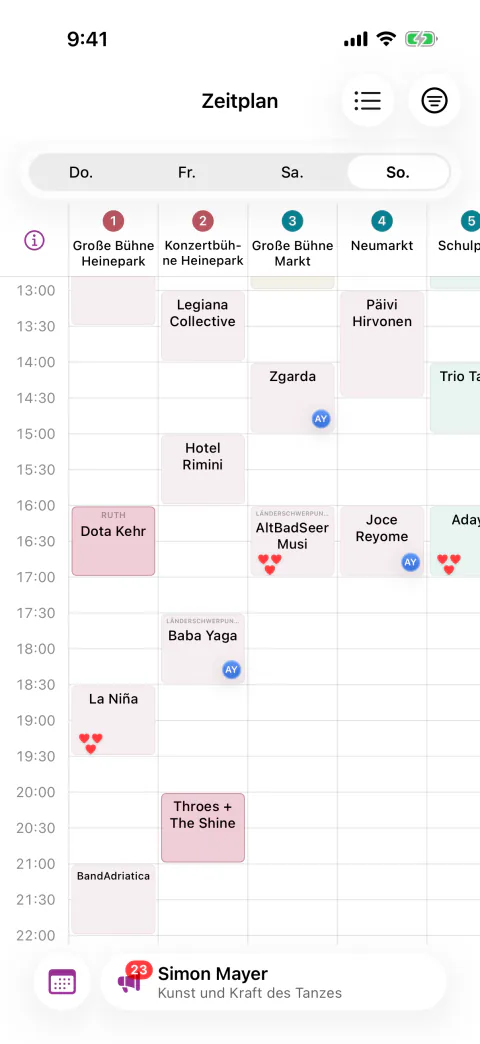 9:41
Zeitplan
Do. Fr. Sa. So.
1 2 3 4 5
Große Bühne Heinepark
Konzertbüh-
ne Heinepark
Große Bühne Markt
Neumarkt
13:00
Legiana
Collective
Päivi
Hirvonen
13:30
14:00
Zgarda
14:30
AY
15:00
Hotel
Rimini
15:30
16:00
RUTH
Dota Kehr
LÄNDERSCHWERPUN...
AltBadSeer
Musi
Joce
Reyome
16:30
AY
17:00
17:30
LÄNDERSCHWERPUN...
Baba Yaga
18:00
AY
18:30
La Niña
19:00
19:30
20:00
Throes +
The Shine
20:30
21:00
BandAdriatica
21:30
22:00
23
Simon Mayer
Kunst und Kraft des Tanzes